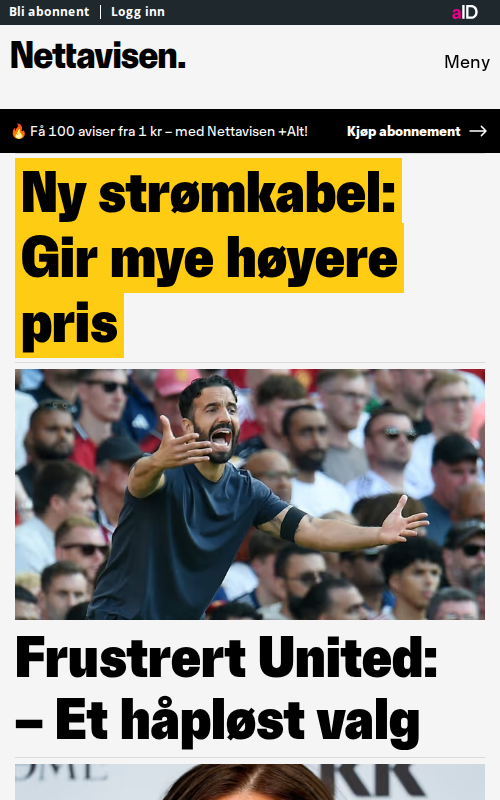 Bli abonnent | Logg inn
aID
Nettavisen.
Meny
🔥 Få 100 aviser fra 1 kr – med Nettavisen +Alt!
Kjøp abonnement →
Ny strømkabel:
Gir mye høyere
pris
Frustrert United:
– Et håpløst valg